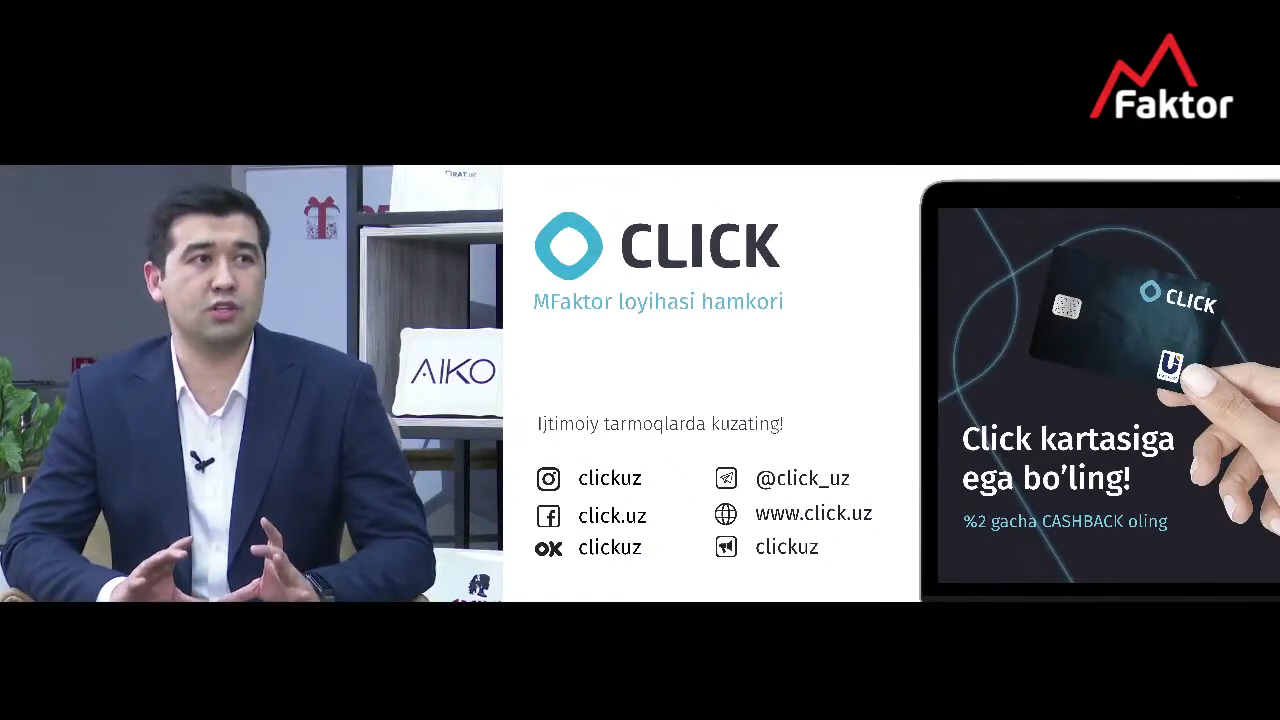 Faktor
CLICK
MFaktor loyihasi hamkori
Ijtimoiy tarmoqlarda kuzating!
clickuz
@click_uz
click.uz
www.click.uz
ok clickuz
clickuz
AIKO
CLICK
Click kartasiga
ega bo’ling!
%2 gacha CASHBACK oling